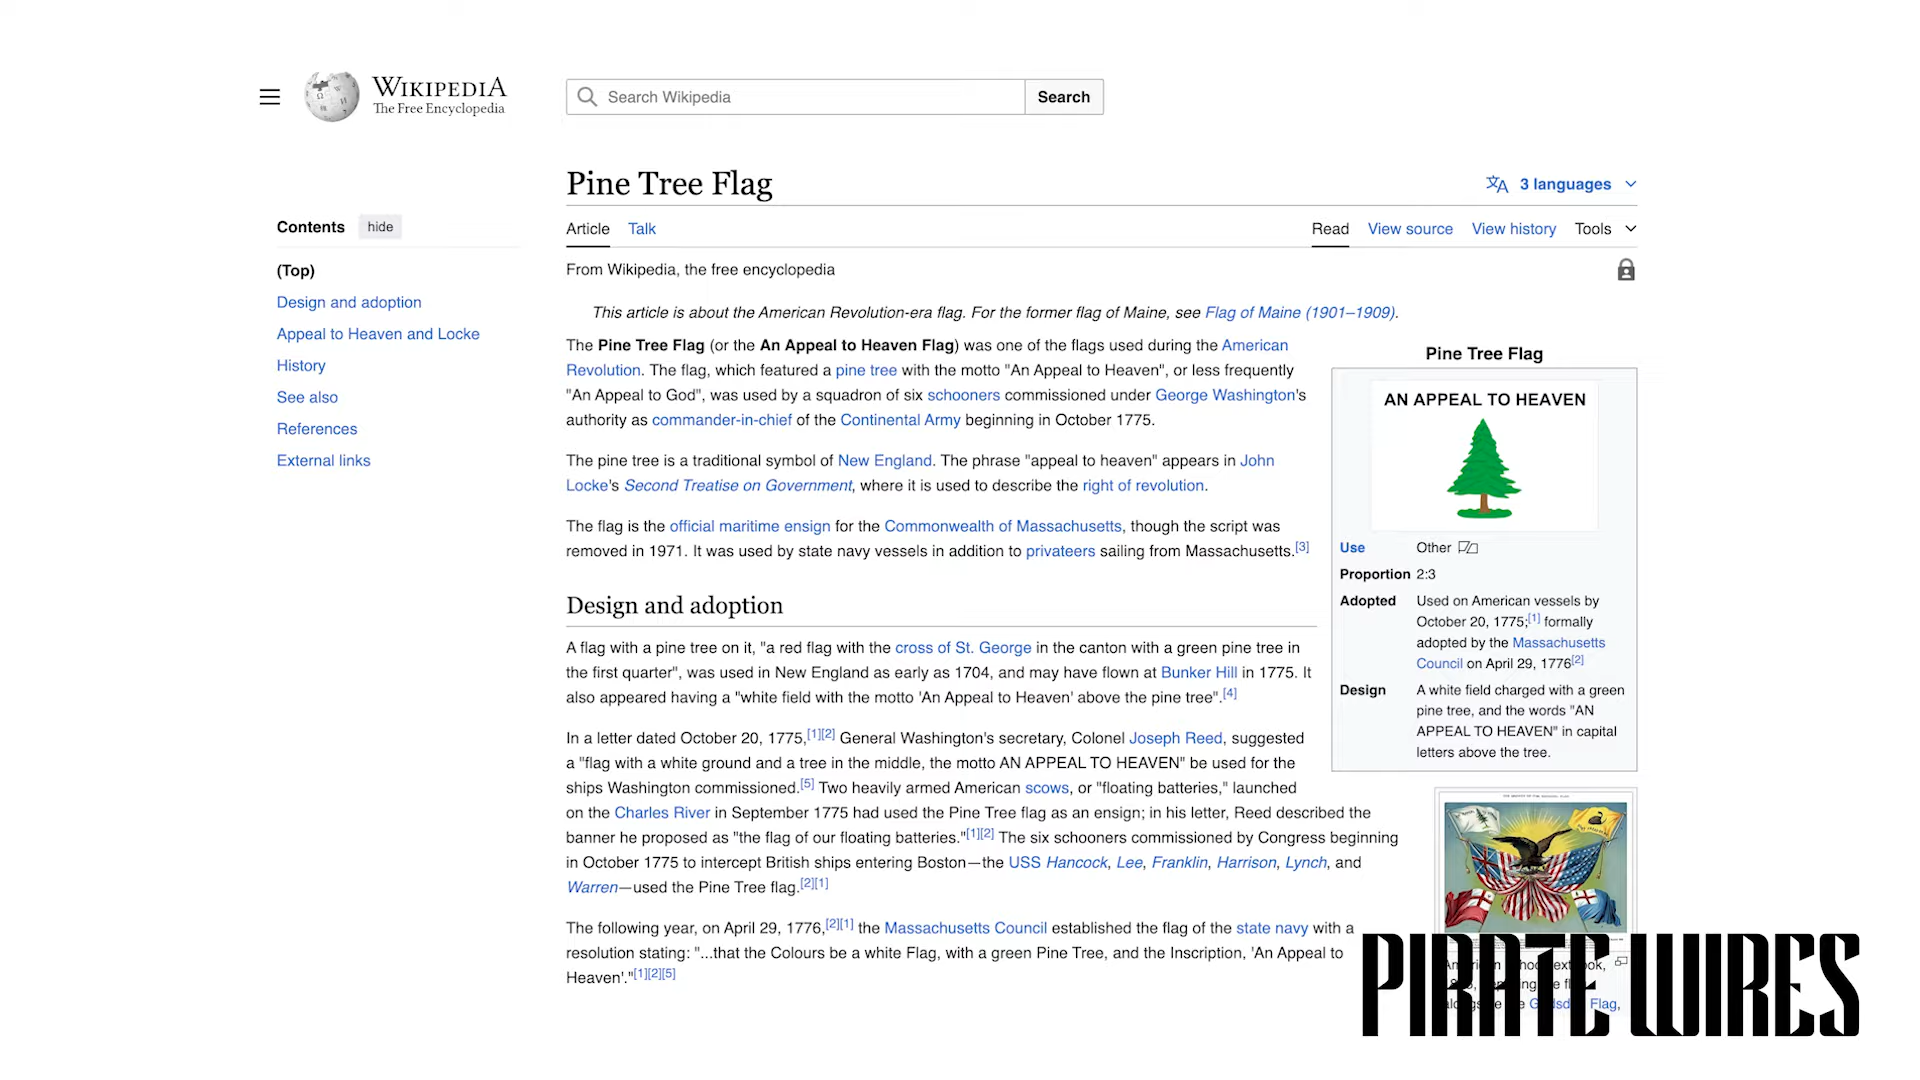 WIKIPEDIA
The Free Encyclopedia
Search Wikipedia
Search
Pine Tree Flag
3 languages
Contents
hide
Article
Talk
Read
View source
View history
Tools
(Top)
Design and adoption
Appeal to Heaven and Locke
History
See also
References
External links
From Wikipedia, the free encyclopedia
This article is about the American Revolution-era flag. For the former flag of Maine, see Flag of Maine (1901–1909).
The Pine Tree Flag (or the An Appeal to Heaven Flag) was one of the flags used during the American
Revolution. The flag, which featured a pine tree with the motto "An Appeal to Heaven", or less frequently
"An Appeal to God", was used by a squadron of six schooners commissioned under George Washington's
authority as commander-in-chief of the Continental Army beginning in October 1775.
The pine tree is a traditional symbol of New England. The phrase "appeal to heaven" appears in John
Locke's Second Treatise on Government, where it is used to describe the right of revolution.
The flag is the official maritime ensign for the Commonwealth of Massachusetts, though the script was
removed in 1971. It was used by state navy vessels in addition to privateers sailing from Massachusetts.[3]
Design and adoption
A flag with a pine tree on it, "a red flag with the cross of St. George in the canton with a green pine tree in
the first quarter", was used in New England as early as 1704, and may have flown at Bunker Hill in 1775. It
also appeared having a "white field with the motto 'An Appeal to Heaven' above the pine tree".[4]
In a letter dated October 20, 1775,[1][2] General Washington's secretary, Colonel Joseph Reed, suggested
a "flag with a white ground and a tree in the middle, the motto AN APPEAL TO HEAVEN" be used for the
ships Washington commissioned.[5] Two heavily armed American scows, or "floating batteries," launched
on the Charles River in September 1775 had used the Pine Tree flag as an ensign; in his letter, Reed described the
banner he proposed as "the flag of our floating batteries."[1][2] The six schooners commissioned by Congress beginning
in October 1775 to intercept British ships entering Boston—the USS Hancock, Lee, Franklin, Harrison, Lynch, and
Warren—used the Pine Tree flag.[2][1]
The following year, on April 29, 1776,[2][1] the Massachusetts Council established the flag of the state navy with a
resolution stating: "...that the Colours be a white Flag, with a green Pine Tree, and the Inscription, 'An Appeal to
Heaven'."[1][2][5]
Pine Tree Flag
AN APPEAL TO HEAVEN
Use Other
Proportion 2:3
Adopted Used on American vessels by
October 20, 1775;[1] formally
adopted by the Massachusetts
Council on April 29, 1776[2]
Design A white field charged with a green
pine tree, and the words "AN
APPEAL TO HEAVEN" in capital
letters above the tree.
Flag,
PIRATE WIRES